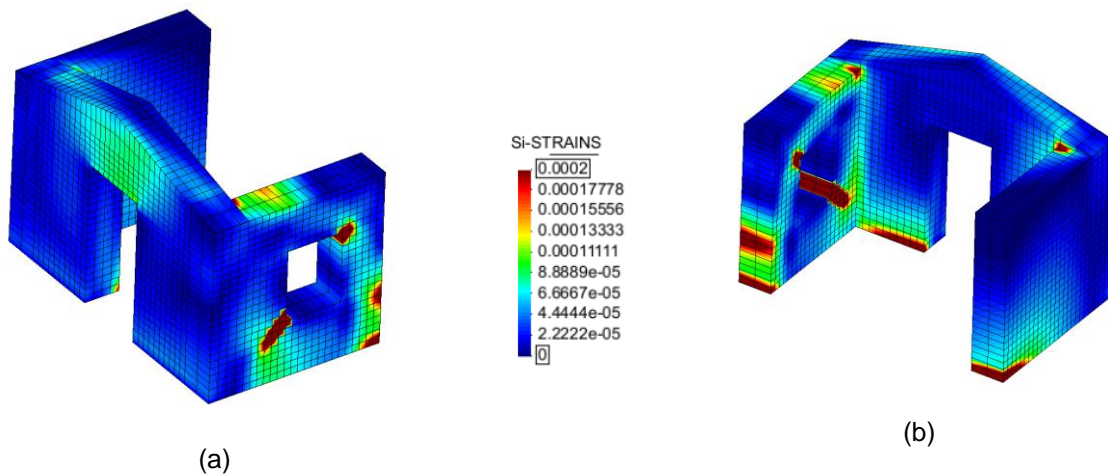 Si-STRAINS
0.0002
0.00017778
0.00015556
0.00013333
0.00011111
8.8889e-05
6.6667e-05
4.4444e-05
2.2222e-05
0
(a)
(b)